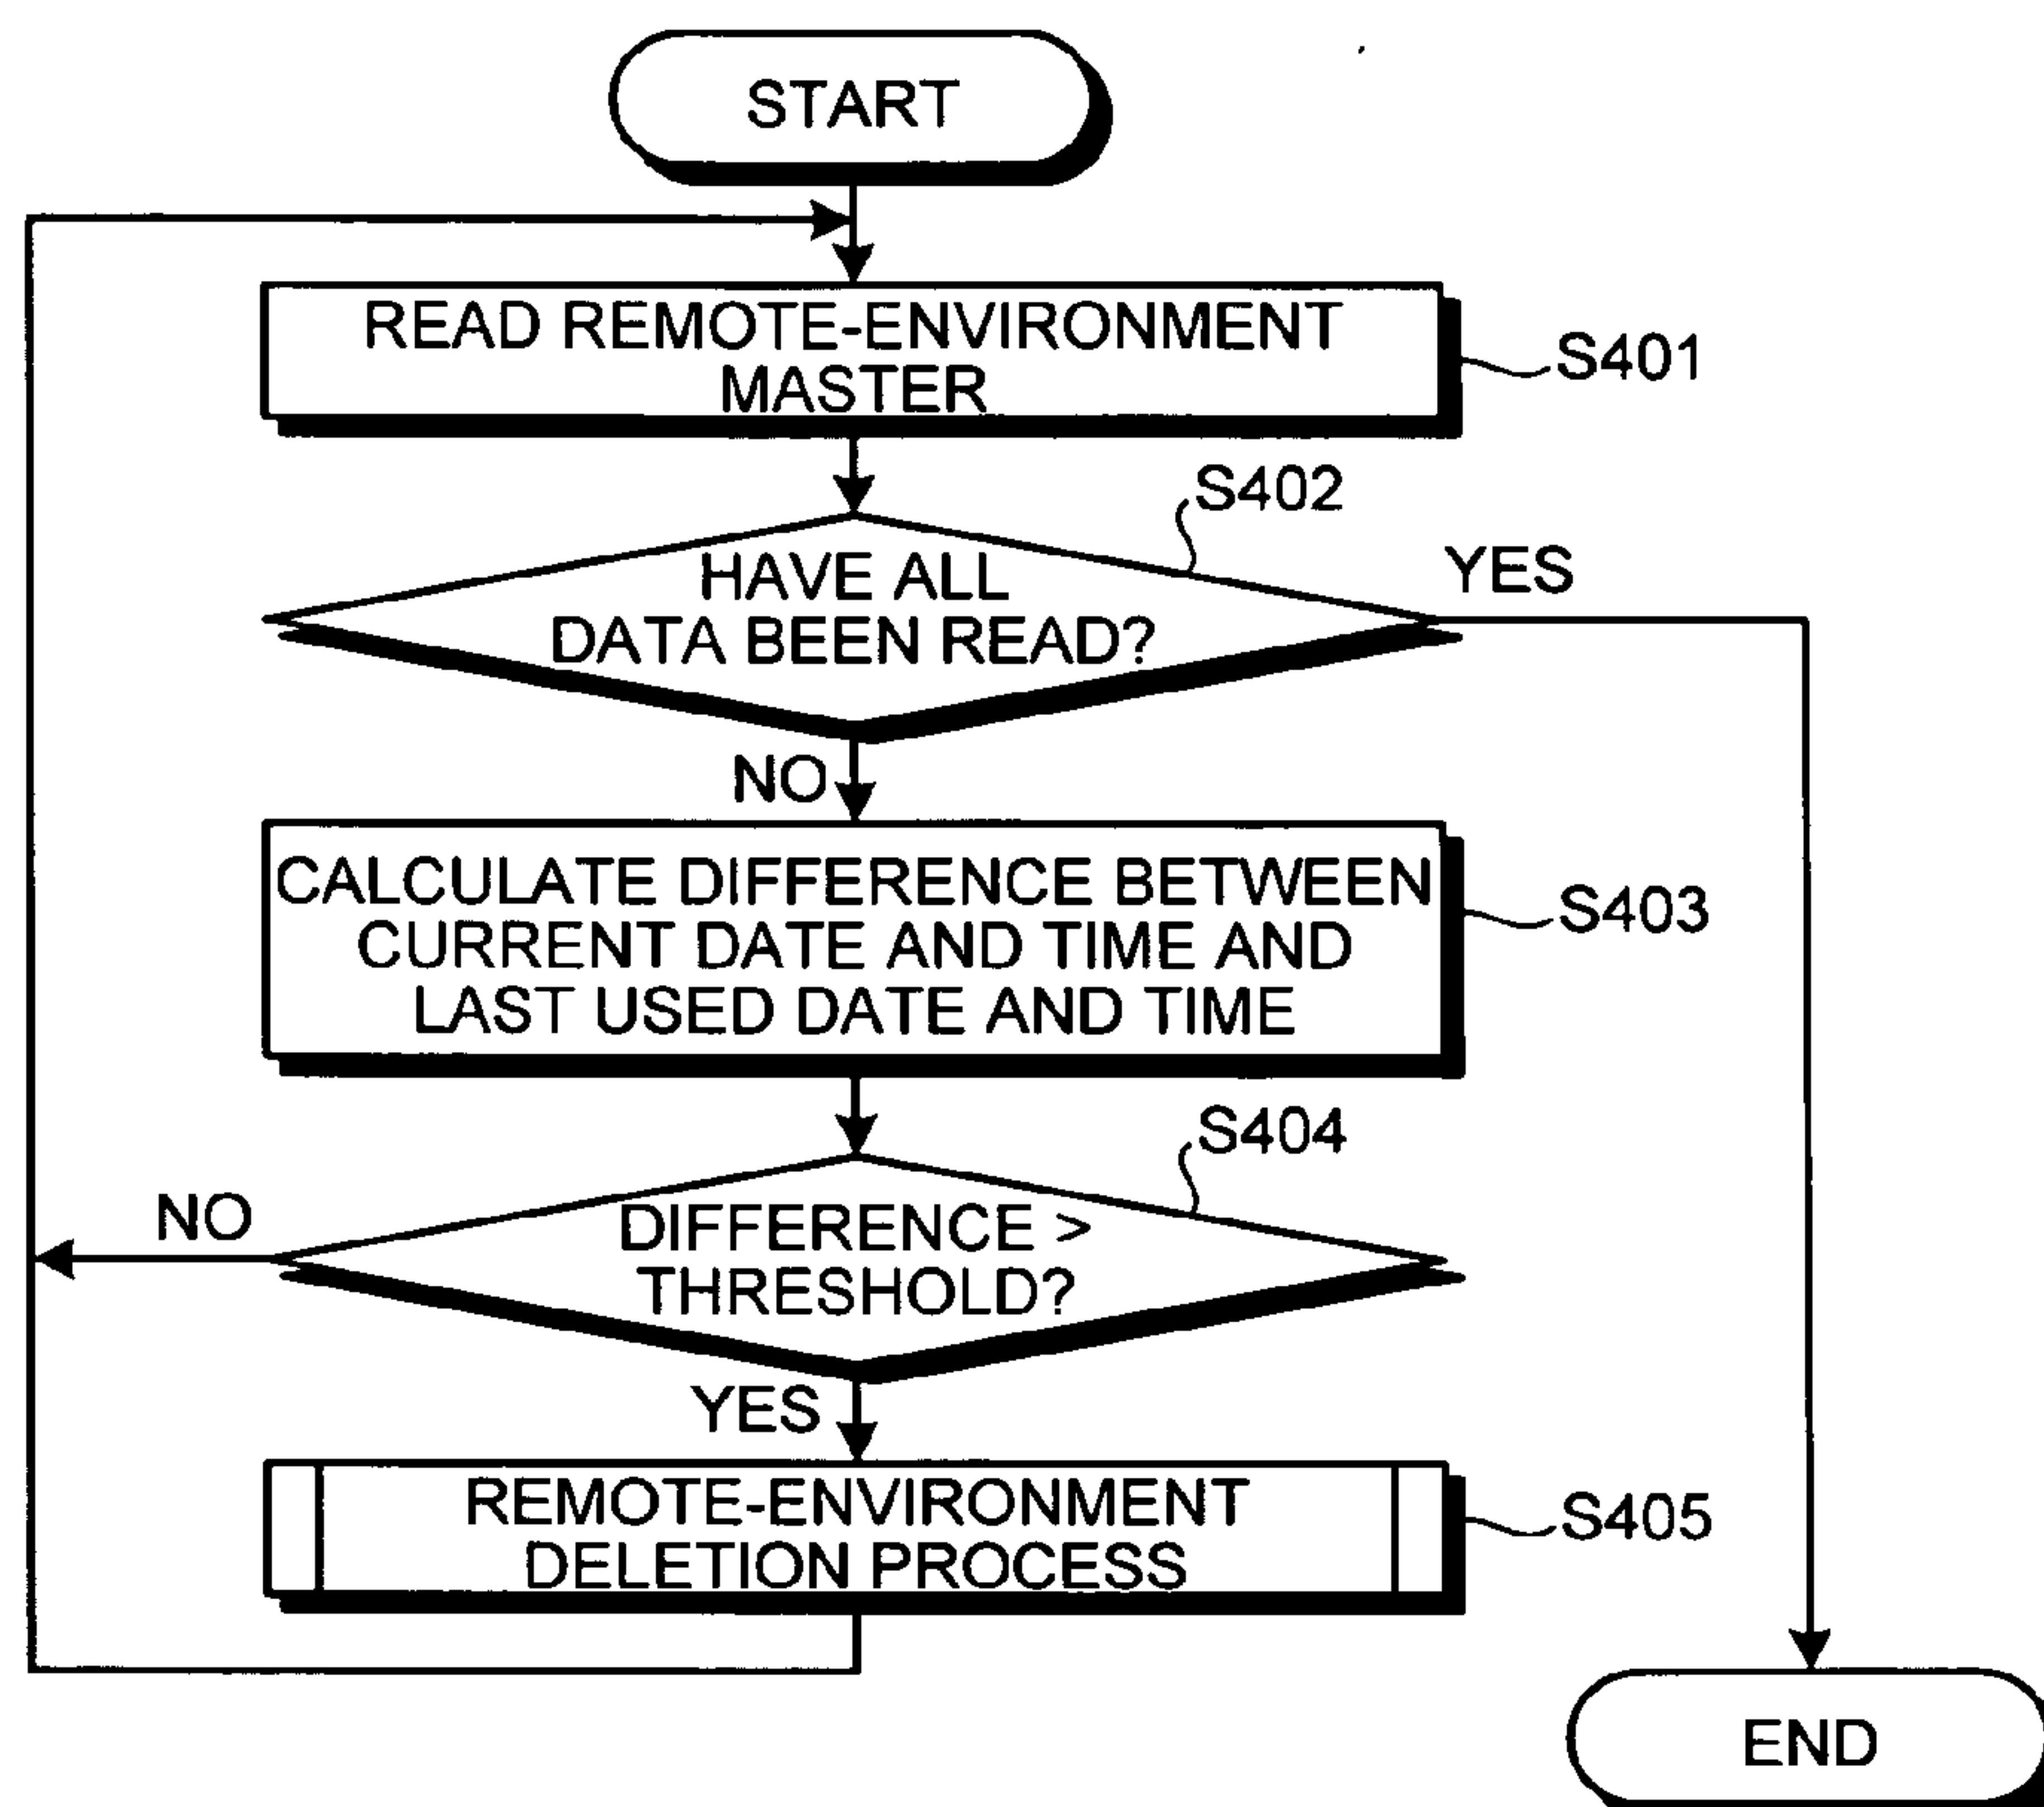 START
READ REMOTE-ENVIRONMENT
MASTER
S401
S402
HAVE ALL
DATA BEEN READ?
YES
NO
CALCULATE DIFFERENCE BETWEEN
CURRENT DATE AND TIME AND
LAST USED DATE AND TIME
S403
S404
DIFFERENCE >
THRESHOLD?
NO
YES
REMOTE-ENVIRONMENT
DELETION PROCESS
S405
END